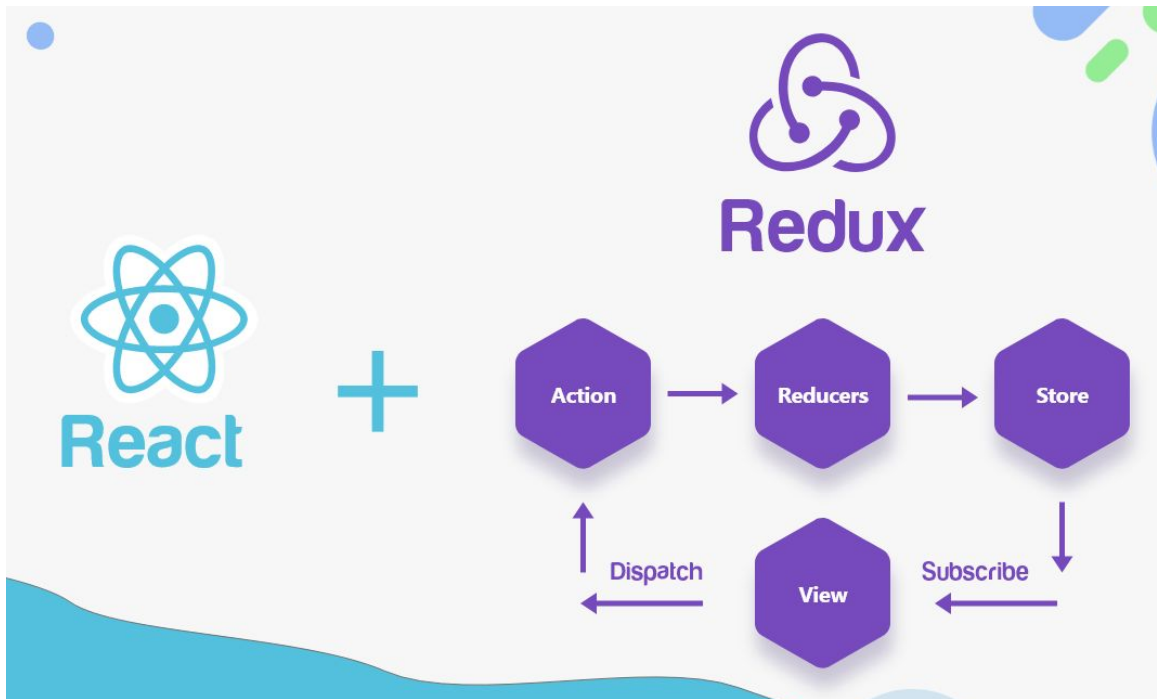 Redux
React
Action
Reducers
Store
Dispatch
View
Subscribe